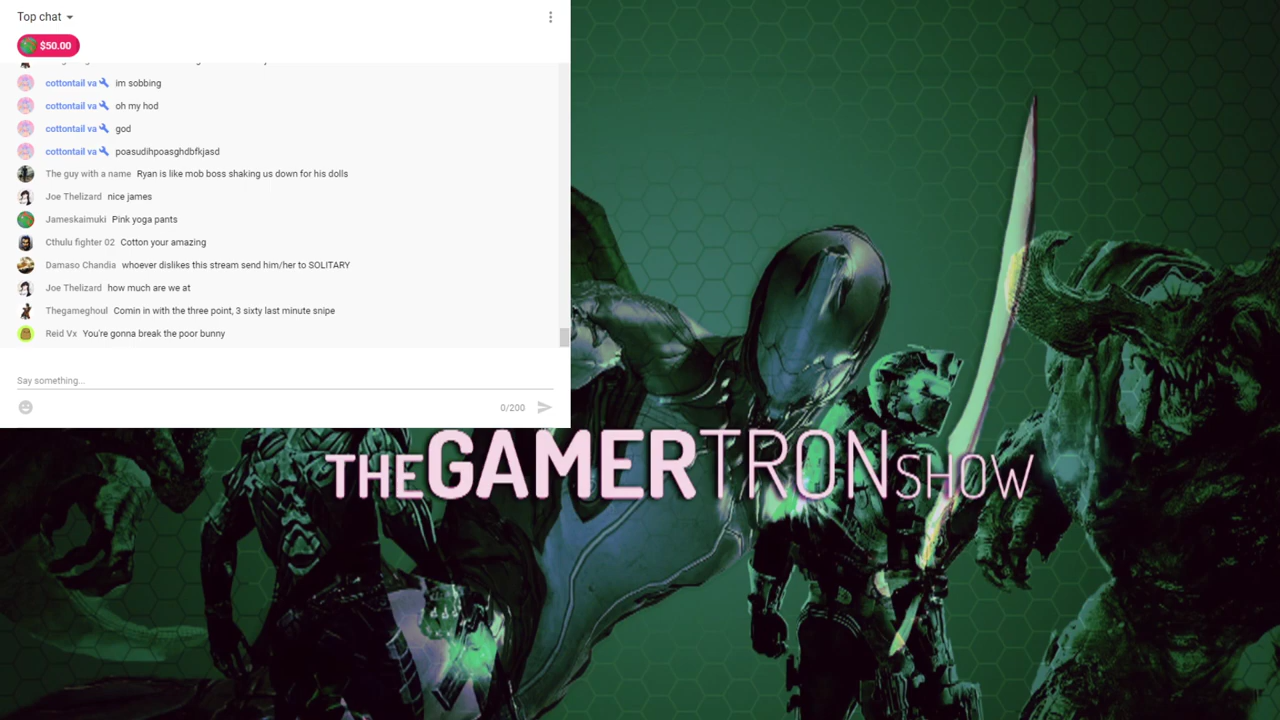 Top chat
$50.00
cottontail va im sobbing
cottontail va oh my hod
cottontail va god
cottontail va poasudihpoasghdbfkjasd
The guy with a name Ryan is like mob boss shaking us down for his dolls
Joe Thelizard nice james
Jameskaimuki Pink yoga pants
Cthulu fighter 02 Cotton your amazing
Damaso Chandia whoever dislikes this stream send him/her to SOLITARY
Joe Thelizard how much are we at
Thegameghoul Comin in with the three point, 3 sixty last minute snipe
Reid Vx You're gonna break the poor bunny
Say something...
0/200
THEGAMERTRONSHOW